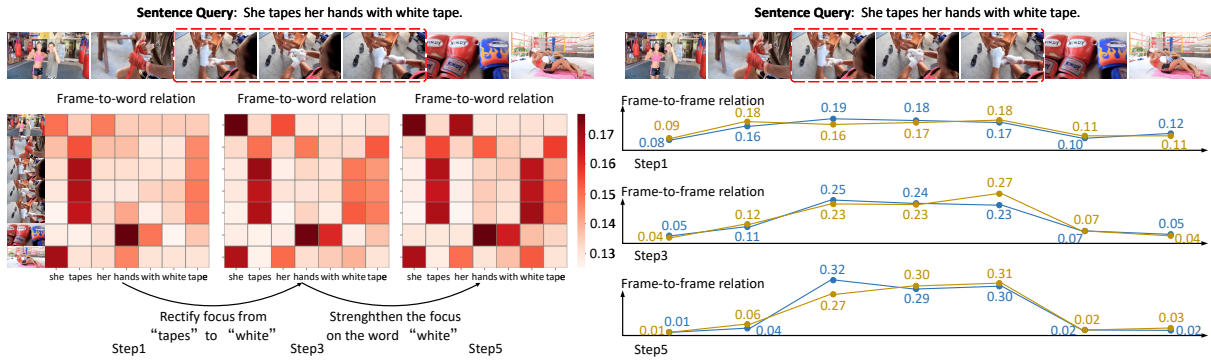 Sentence Query: She tapes her hands with white tape.
Frame-to-word relation Frame-to-word relation Frame-to-word relation
0.17
0.16
0.15
0.14
0.13
she tapes her hands with white tape she tapes her hands with white tape she tapes her hands with white tape
Rectify focus from
“tapes” to “white”
Strengthten the focus
on the word “white”
Step1 Step3 Step5
Sentence Query: She tapes her hands with white tape.
Frame-to-frame relation
0.09 0.18 0.19 0.18 0.18 0.11 0.12
0.08 0.16 0.16 0.17 0.17 0.10 0.11
Step1
Frame-to-frame relation
0.05 0.12 0.25 0.24 0.27 0.07 0.05
0.04 0.11 0.23 0.23 0.23 0.07 0.04
Step3
Frame-to-frame relation
0.01 0.06 0.32 0.30 0.31 0.02 0.03
0.01 0.04 0.27 0.29 0.30 0.02 0.02
Step5